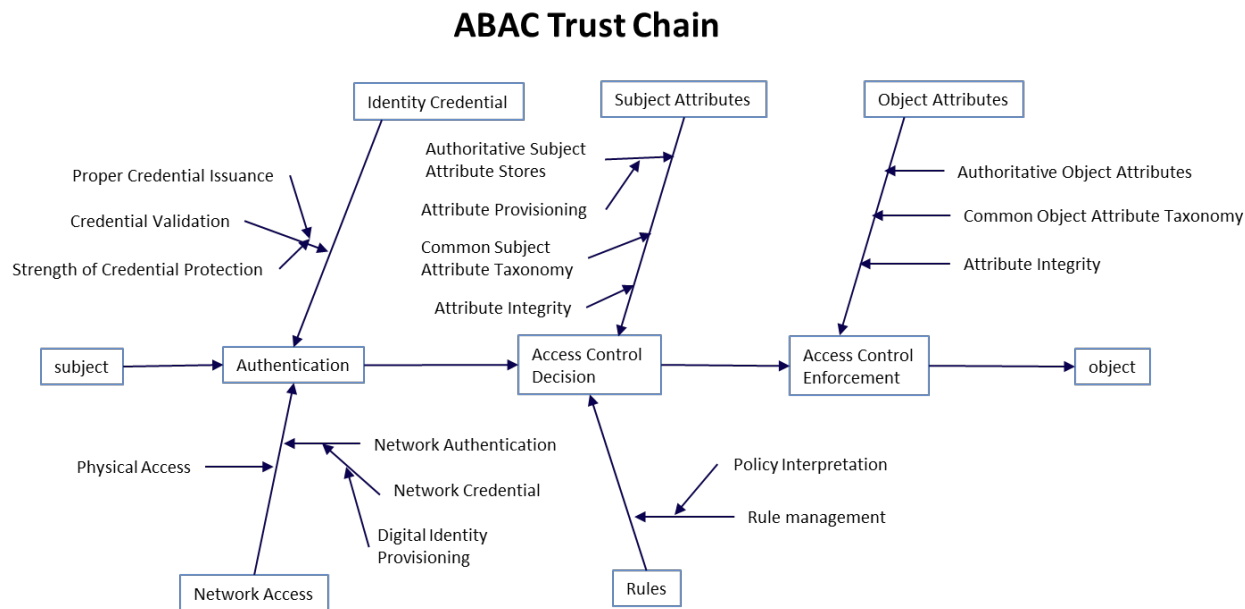 ABAC Trust Chain
Identity Credential
Subject Attributes
Object Attributes
Authoritative Subject
Attribute Stores
Proper Credential Issuance
Authoritative Object Attributes
Attribute Provisioning
Common Object Attribute Taxonomy
Credential Validation
Common Subject
Attribute Taxonomy
Strength of Credential Protection
Attribute Integrity
Attribute Integrity
subject
Authentication
Access Control
Decision
Access Control
Enforcement
object
Network Authentication
Physical Access
Policy Interpretation
Network Credential
Rule management
Digital Identity
Provisioning
Network Access
Rules